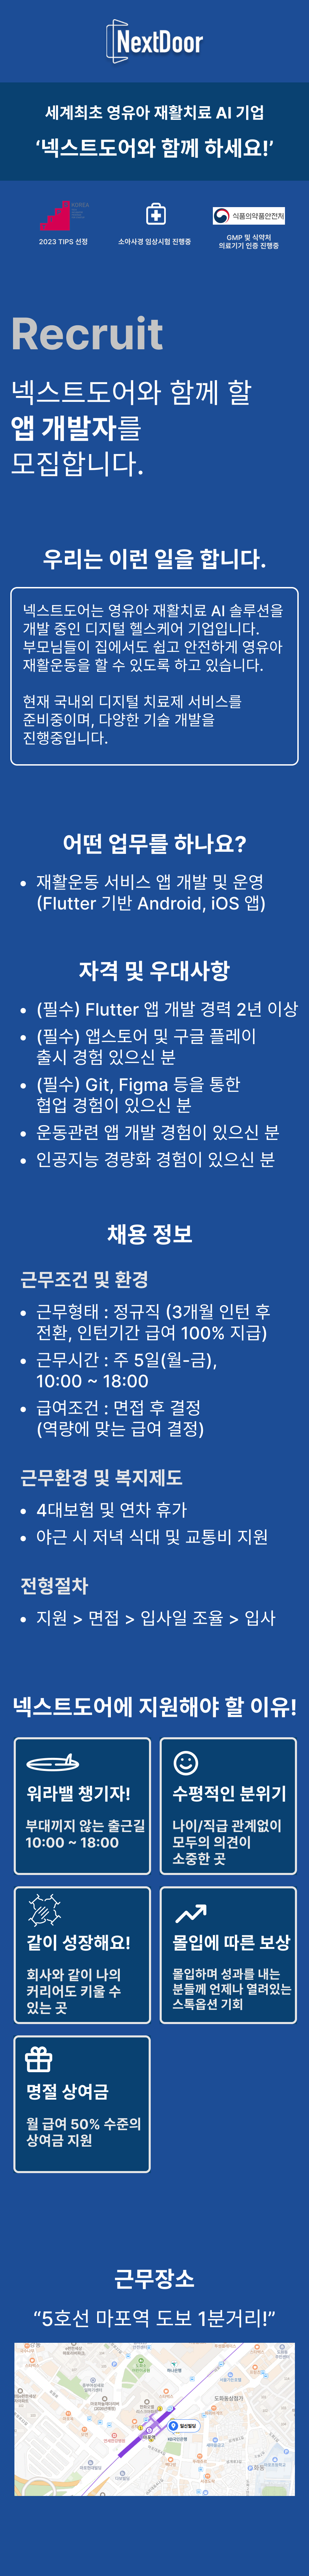 NextDoor
세계최초 영유아 재활치료 AI 기업
‘넥스트도어와 함께 하세요!’
KOREA
식품의약품안전처
2023 TIPS 선정
소아사경 임상시험 진행중
GMP 및 식약처
의료기기 인증 진행중
Recruit
넥스트도어와 함께 할
앱 개발자를
모집합니다.
우리는 이런 일을 합니다.
넥스트도어는 영유아 재활치료 AI 솔루션을
개발 중인 디지털 헬스케어 기업입니다.
부모님들이 집에서도 쉽고 안전하게 영유아
재활운동을 할 수 있도록 하고 있습니다.
현재 국내외 디지털 치료제 서비스를
준비중이며, 다양한 기술 개발을
진행중입니다.
어떤 업무를 하나요?
• 재활운동 서비스 앱 개발 및 운영
(Flutter 기반 Android, iOS 앱)
자격 및 우대사항
• (필수) Flutter 앱 개발 경력 2년 이상
• (필수) 앱스토어 및 구글 플레이
출시 경험 있으신 분
• (필수) Git, Figma 등을 통한
협업 경험이 있으신 분
• 운동관련 앱 개발 경험이 있으신 분
• 인공지능 경량화 경험이 있으신 분
채용 정보
근무조건 및 환경
• 근무형태 : 정규직 (3개월 인턴 후
전환, 인턴기간 급여 100% 지급)
• 근무시간 : 주 5일(월-금),
10:00 ~ 18:00
• 급여조건 : 면접 후 결정
(역량에 맞는 급여 결정)
근무환경 및 복지제도
• 4대보험 및 연차 휴가
• 야근 시 저녁 식대 및 교통비 지원
전형절차
• 지원 > 면접 > 입사일 조율 > 입사
넥스트도어에 지원해야 할 이유!
워라밸 챙기자!
부대끼지 않는 출근길
10:00 ~ 18:00
수평적인 분위기
나이/직급 관계없이
모두의 의견이
소중한 곳
같이 성장해요!
회사와 같이 나의
커리어도 키울 수
있는 곳
몰입에 따른 보상
몰입하며 성과를 내는
분들께 언제나 열려있는
스톡옵션 기회
명절 상여금
월 급여 50% 수준의
상여금 지원
근무장소
“5호선 마포역 도보 1분거리!”
도화동상점가
일신빌딩